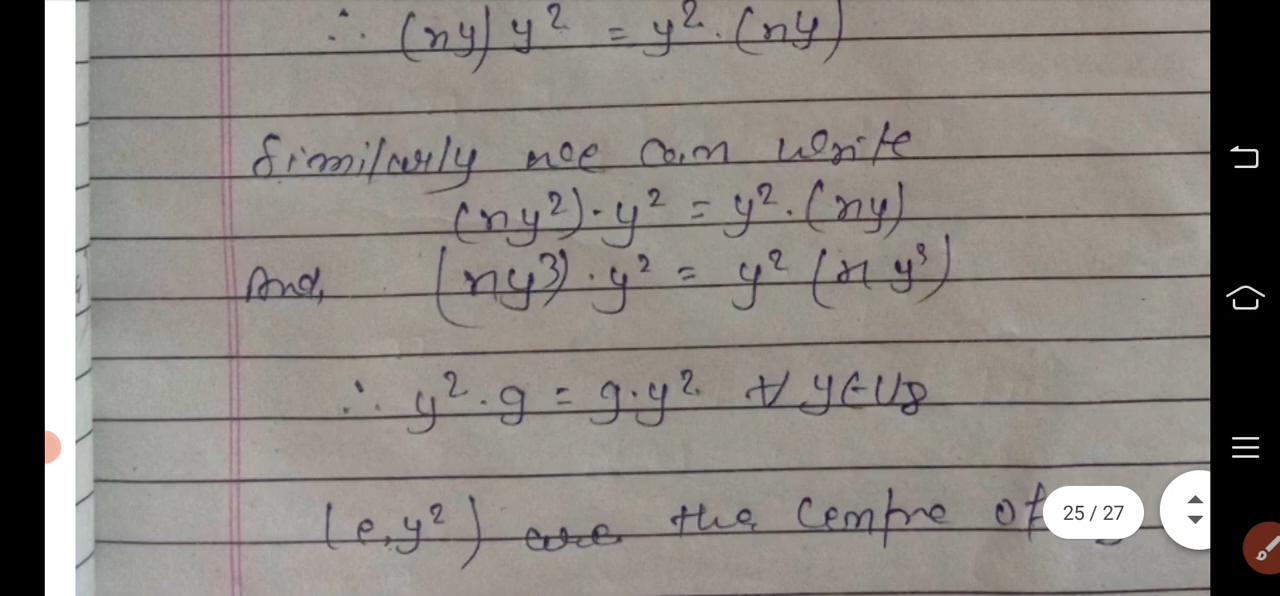 ∴ (xy) y² = y². (xy)
Similarly we can write
(xy²). y² = y². (xy)
And, (xy³). y² = y² (x y³)
∴ y². g = g. y² ∀ y ∈ V8
(e, y²) are the centre of
25 / 27